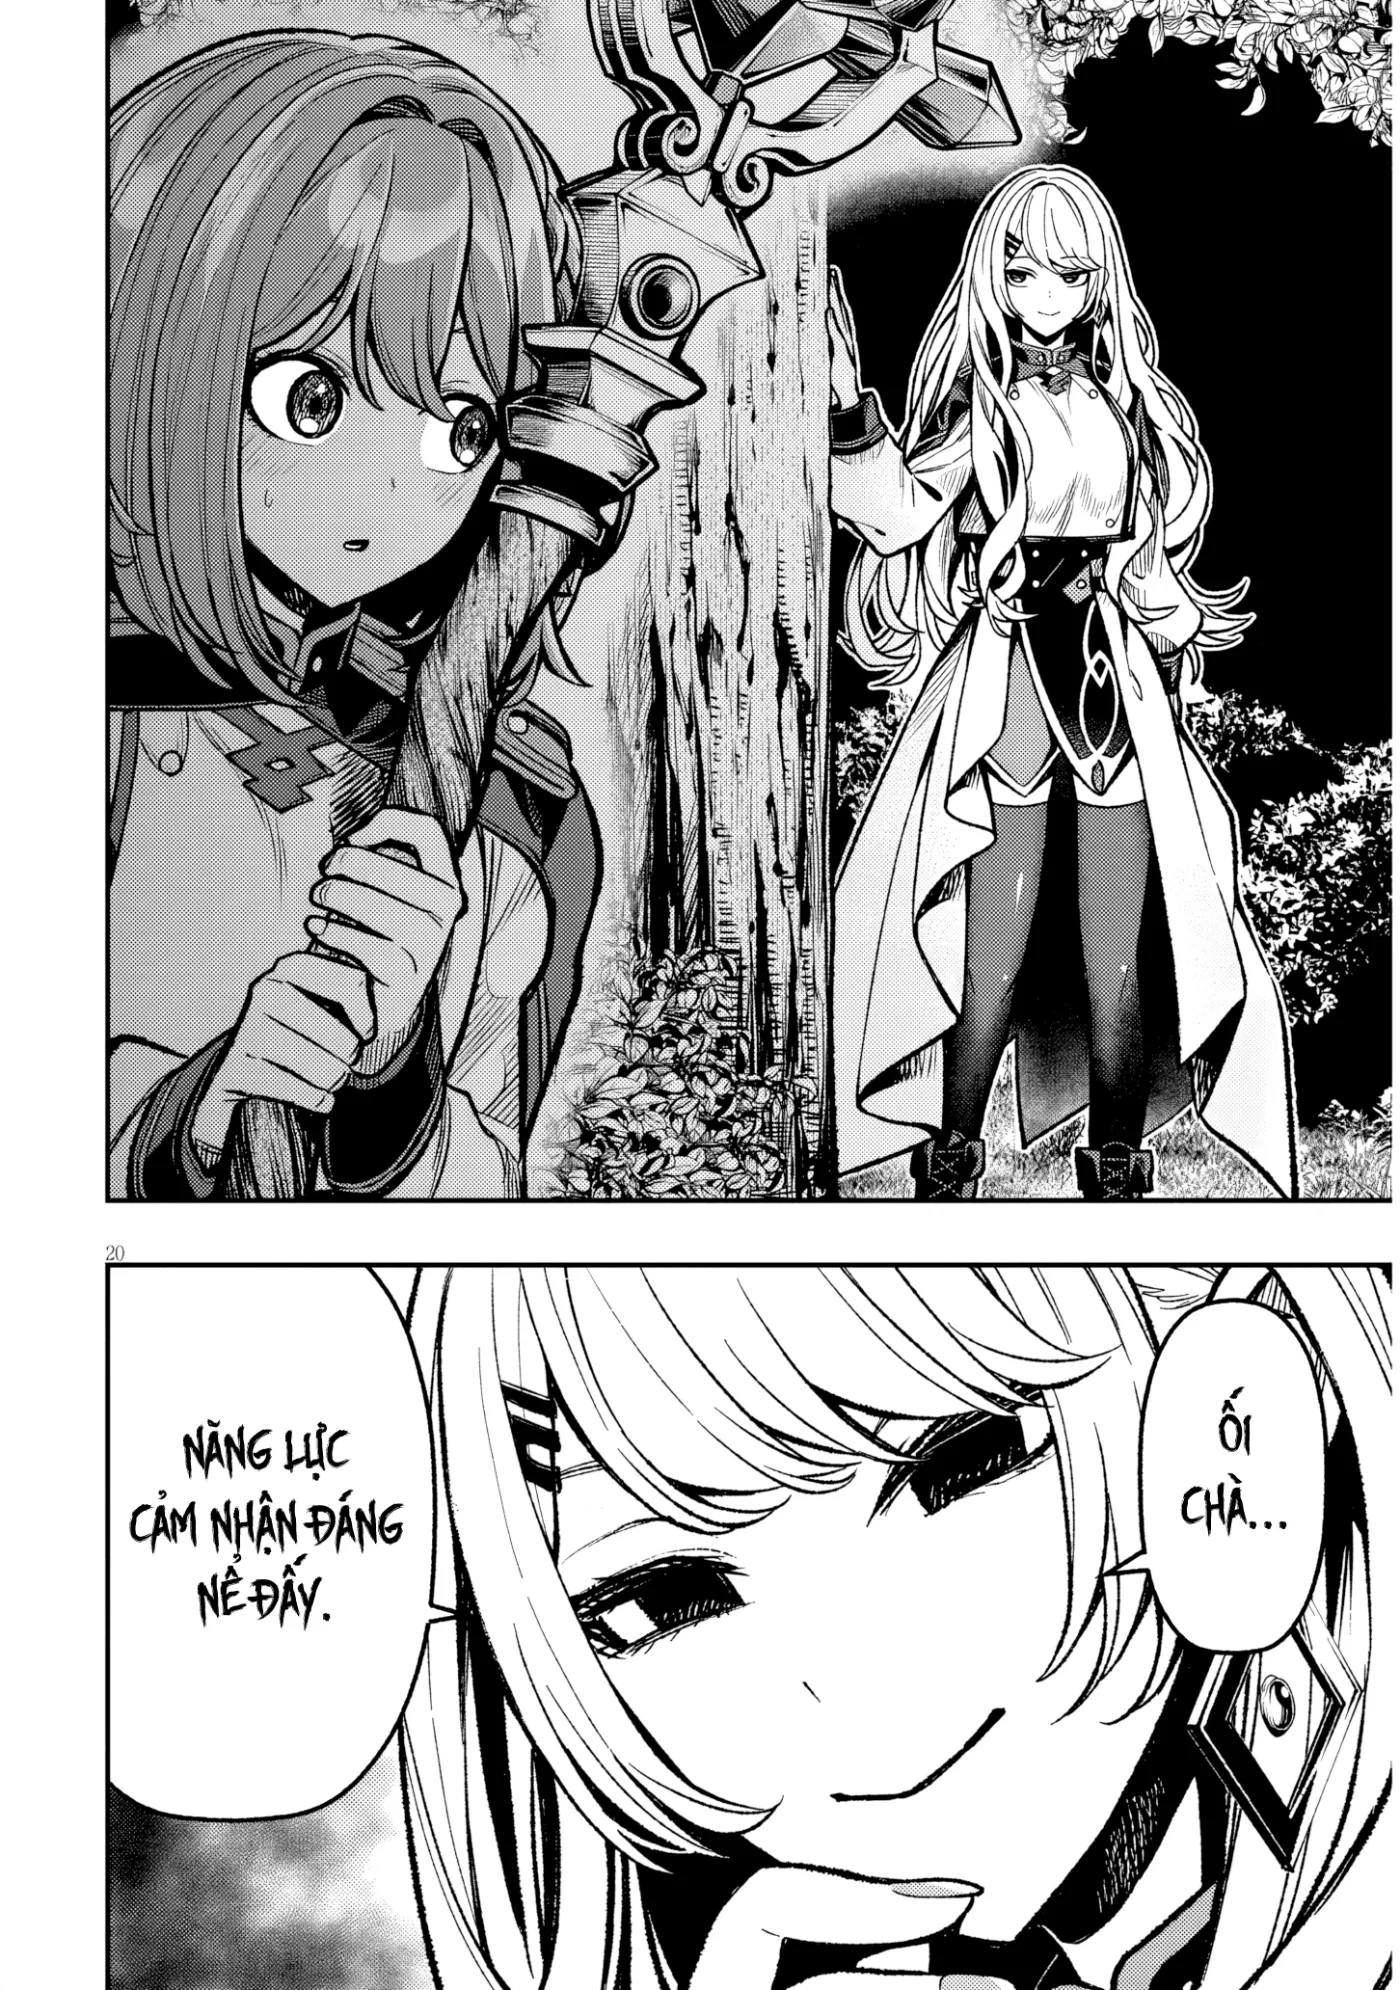 20
ỐI
CHÀ...
NĂNG LỰC
CẢM NHẬN ĐÁNG
NỂ ĐẤY.